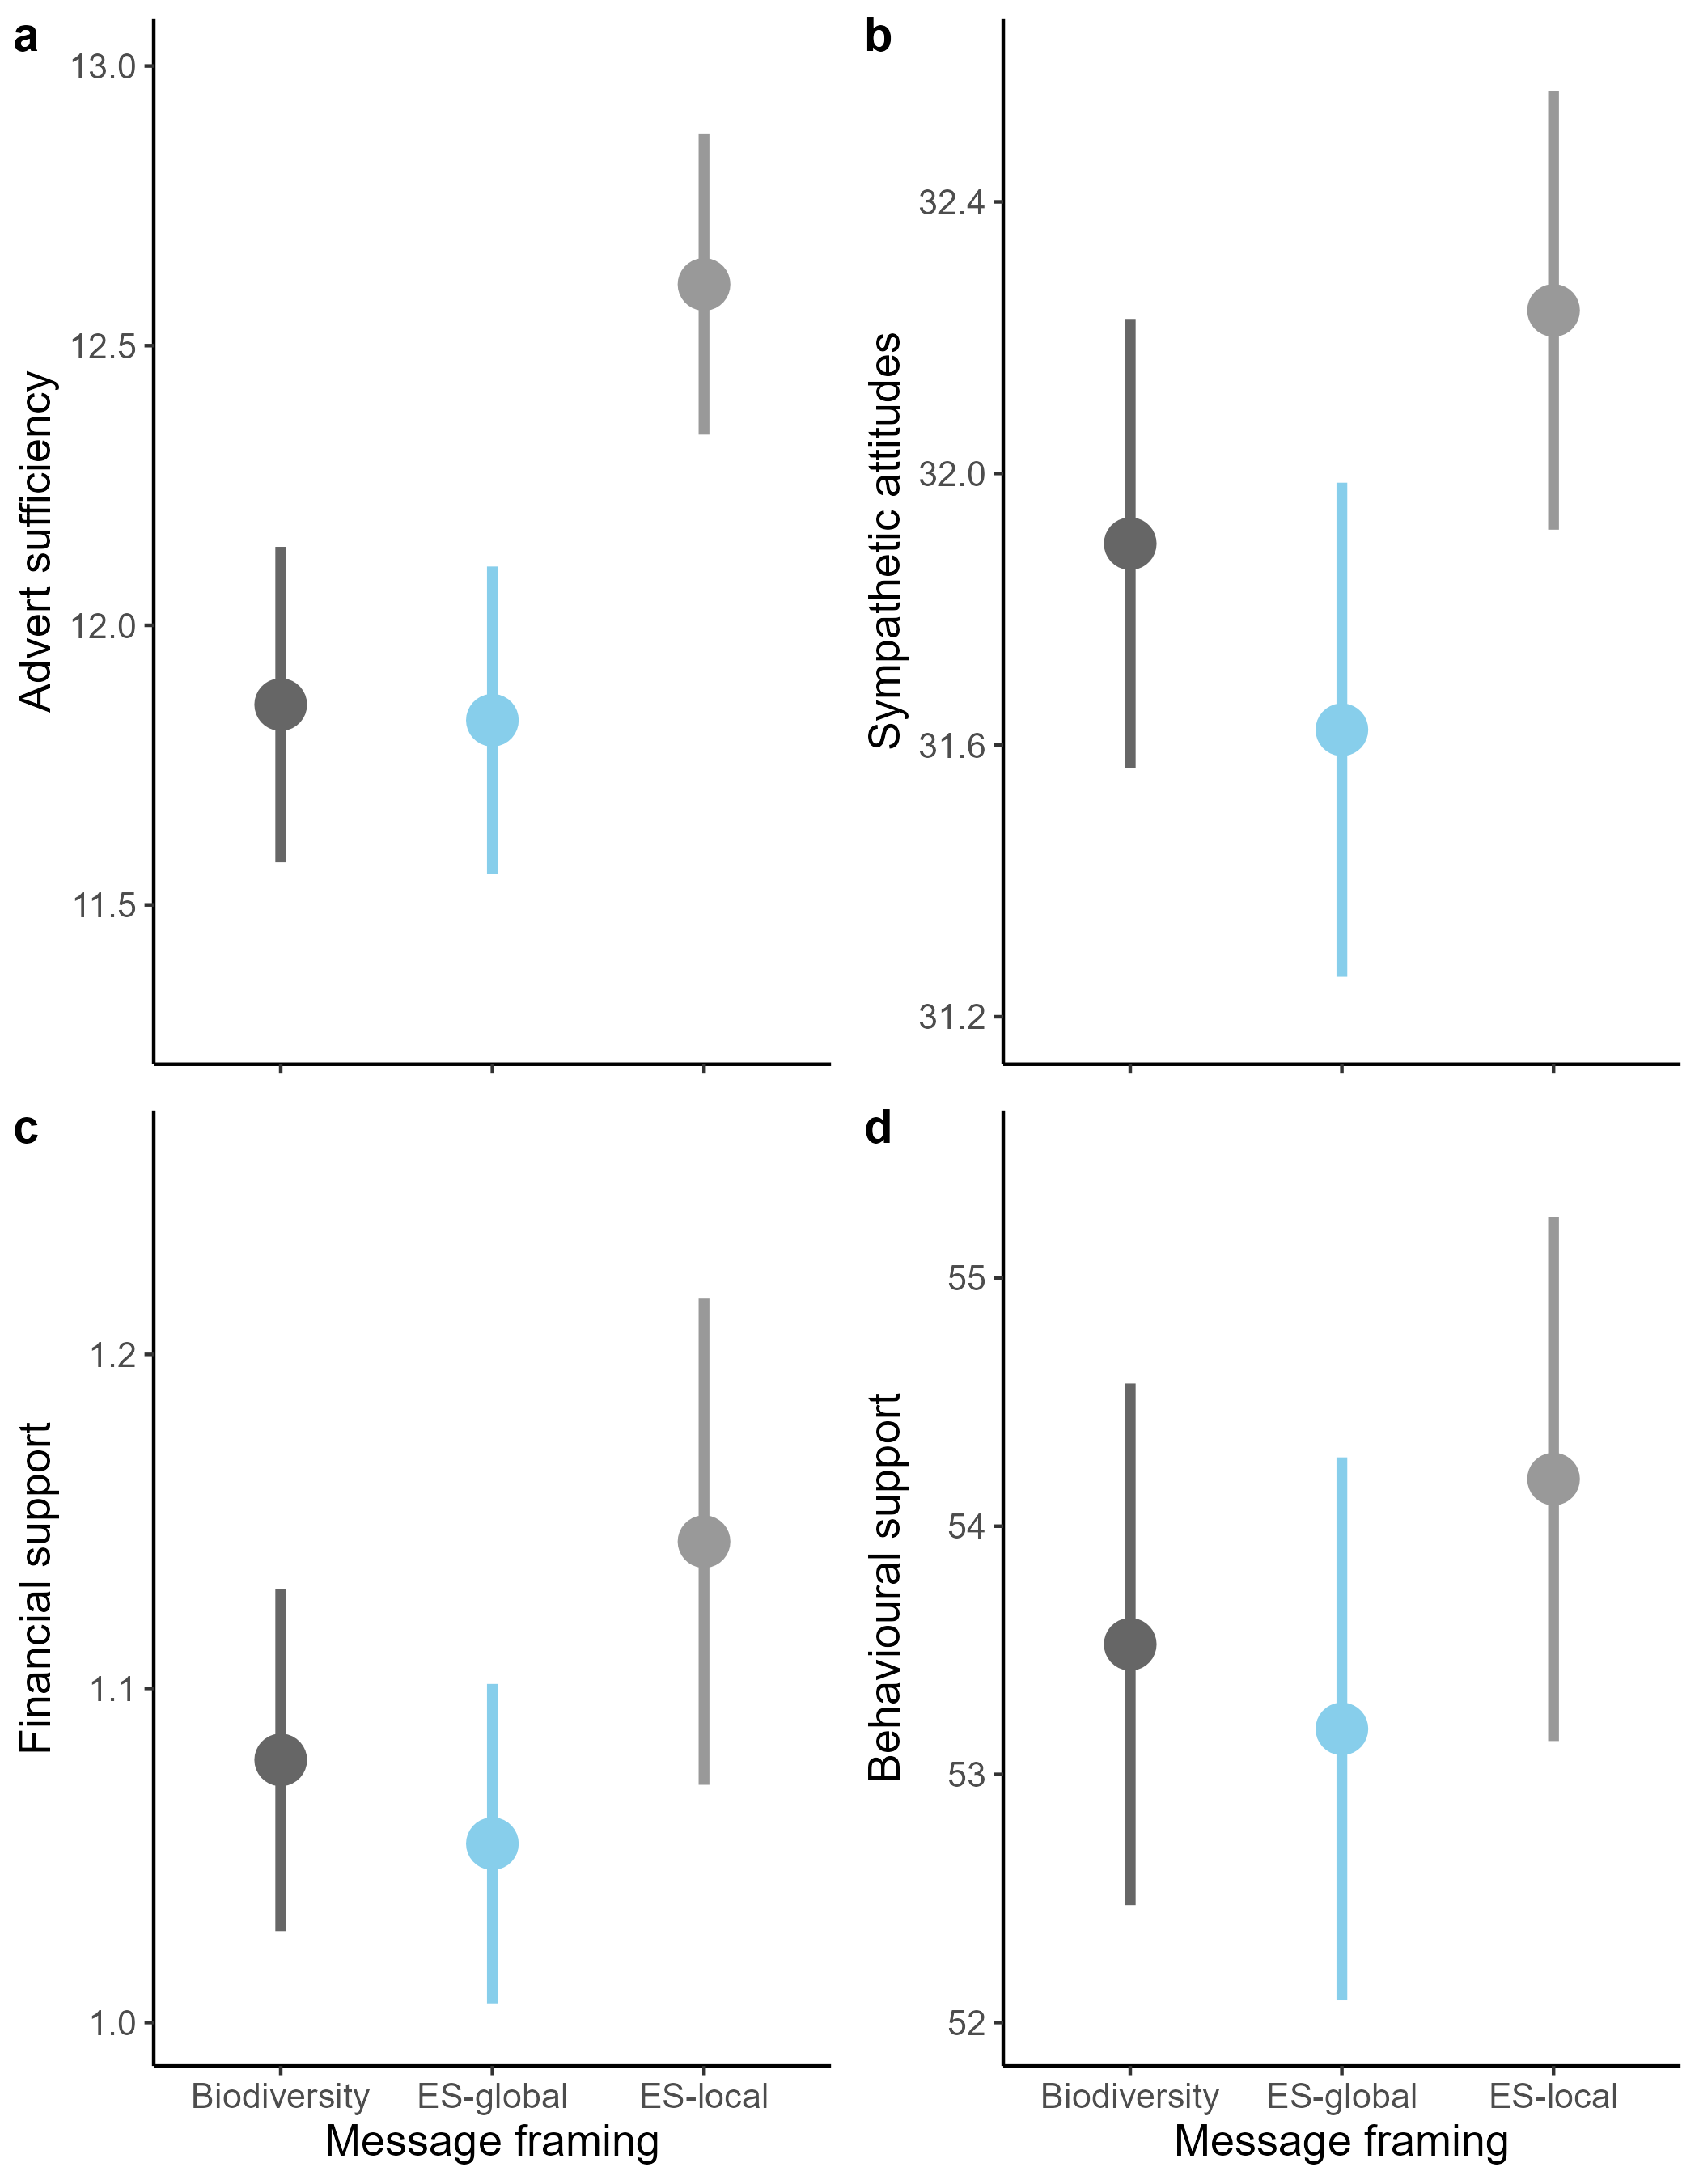 a
13.0
12.5
12.0
11.5
Advert sufficiency
b
32.4
32.0
31.6
31.2
Sympathetic attitudes
c
1.2
1.1
1.0
Financial support
Biodiversity ES-global ES-local
Message framing
d
55
54
53
52
Behavioural support
Biodiversity ES-global ES-local
Message framing